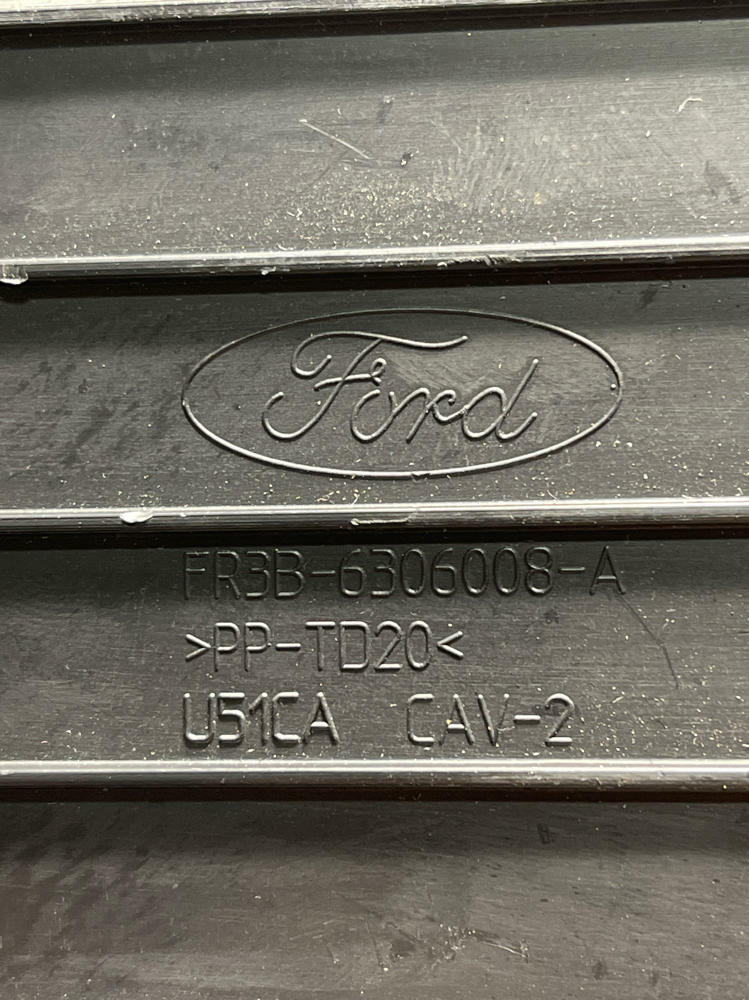 Ford
FR3B-6306008-A
>PP-TD20<
U51CA CAV-2